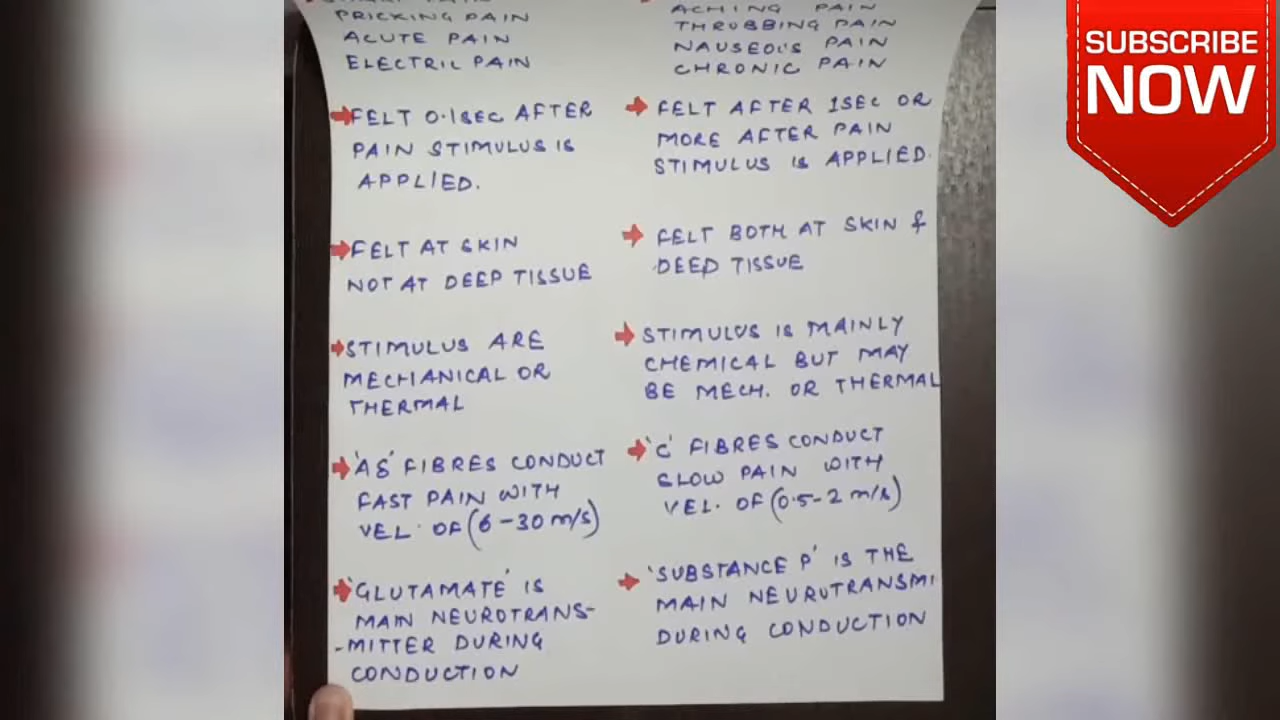 PRICKING PAIN
ACUTE PAIN
ELECTRIC PAIN
FELT 0.1SEC AFTER
PAIN STIMULUS IS
APPLIED.
FELT AT SKIN
NOT AT DEEP TISSUE
STIMULUS ARE
MECHANICAL OR
THERMAL
'Aδ' FIBRES CONDUCT
FAST PAIN WITH
VEL. OF (6-30 m/s)
'GLUTAMATE' IS
MAIN NEUROTRANS-
-MITTER DURING
CONDUCTION
ACHING PAIN
THROBBING PAIN
NAUSEOUS PAIN
CHRONIC PAIN
FELT AFTER 1SEC OR
MORE AFTER PAIN
STIMULUS IS APPLIED.
FELT BOTH AT SKIN &
DEEP TISSUE
STIMULUS IS MAINLY
CHEMICAL BUT MAY
BE MECH. OR THERMAL
'C' FIBRES CONDUCT
SLOW PAIN WITH
VEL. OF (0.5-2 m/s)
'SUBSTANCE P' IS THE
MAIN NEUROTRANSMI
DURING CONDUCTION
SUBSCRIBE
NOW